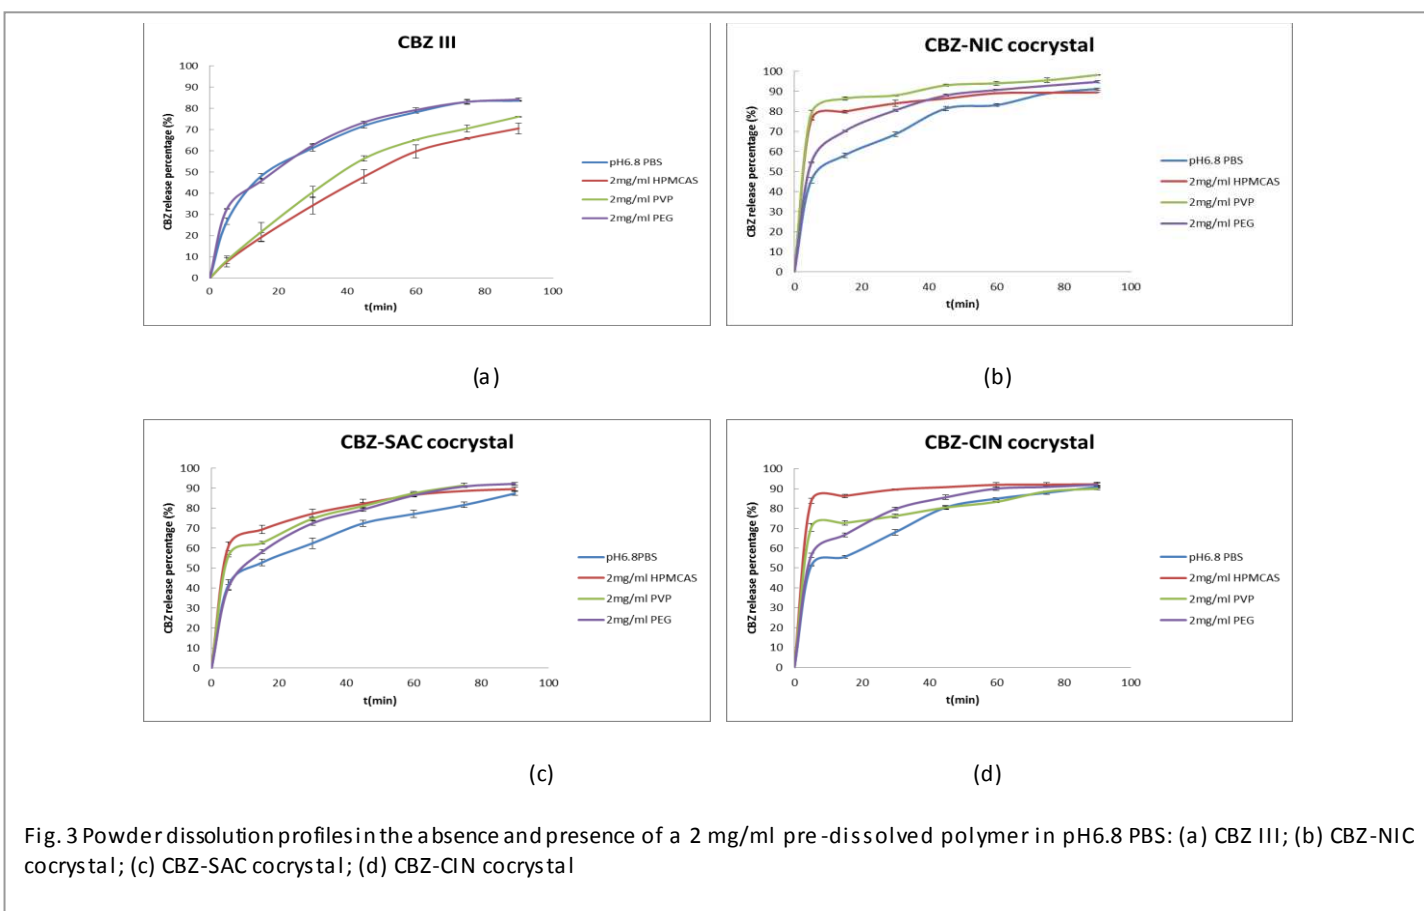 CBZ III
CBZ release percentage (%)
100
90
80
70
60
50
40
30
20
10
0
0 20 40 60 80 100
t(min)
pH6.8 PBS
2mg/ml HPMCAS
2mg/ml PVP
2mg/ml PEG
(a)
CBZ-NIC cocrystal
CBZ release percentage (%)
100
90
80
70
60
50
40
30
20
10
0
0 20 40 60 80 100
t(min)
pH6.8 PBS
2mg/ml HPMCAS
2mg/ml PVP
2mg/ml PEG
(b)
CBZ-SAC cocrystal
CBZ release percentage (%)
100
90
80
70
60
50
40
30
20
10
0
0 20 40 60 80 100
t(min)
pH6.8PBS
2mg/ml HPMCAS
2mg/ml PVP
2mg/ml PEG
(c)
CBZ-CIN cocrystal
CBZ release percentage (%)
100
90
80
70
60
50
40
30
20
10
0
0 20 40 60 80 100
t(min)
pH6.8 PBS
2mg/ml HPMCAS
2mg/ml PVP
2mg/ml PEG
(d)
Fig. 3 Powder dissolution profiles in the absence and presence of a 2 mg/ml pre-dissolved polymer in pH6.8 PBS: (a) CBZ III; (b) CBZ-NIC
cocrystal; (c) CBZ-SAC cocrystal; (d) CBZ-CIN cocrystal